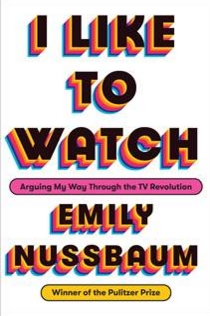 I LIKE
TO
WATCH
Arguing My Way Through the TV Revolution
EMILY
NUSSBAUM
Winner of the Pulitzer Prize